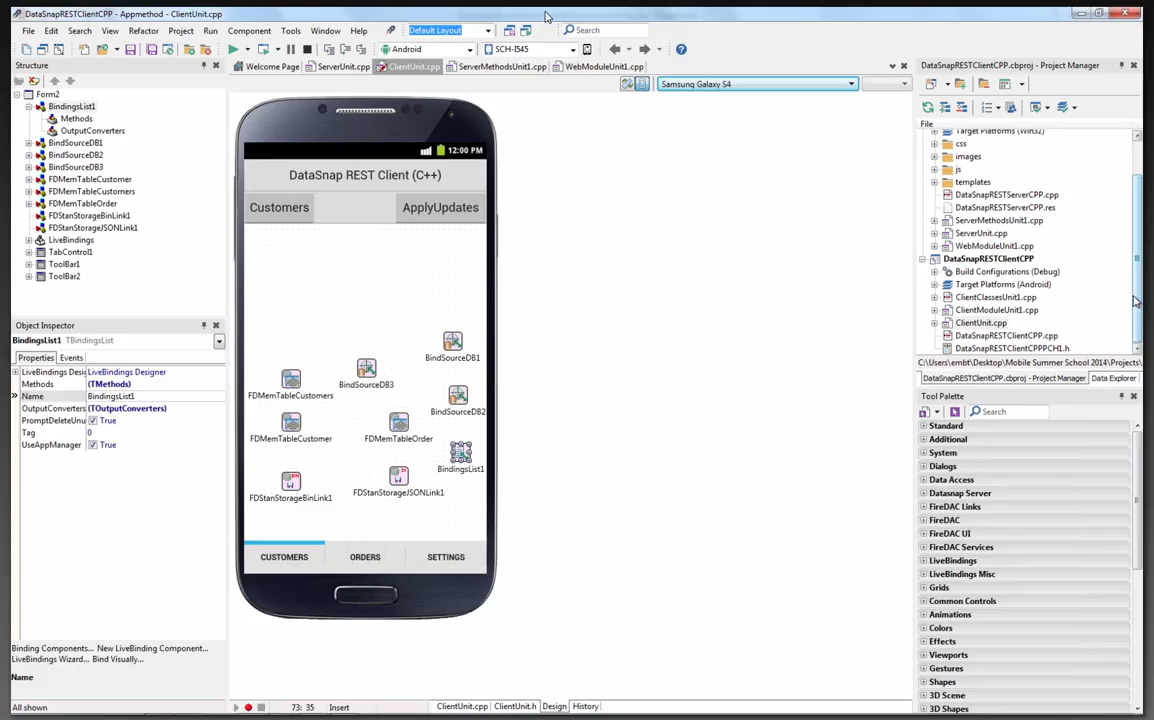 DataSnapRESTClientCPP - Appmethod - ClientUnit.cpp
File Edit Search View Refactor Project Run Component Tools Window Help Default Layout Search
Android SCH-I545
Structure
Welcome Page ServerUnit.cpp ClientUnit.cpp ServerMethodsUnit1.cpp WebModuleUnit1.cpp
Samsung Galaxy S4
Form2
BindingsList1
Methods
OutputConverters
BindSourceDB1
BindSourceDB2
BindSourceDB3
FDMemTableCustomer
FDMemTableCustomers
FDMemTableOrder
FDStanStorageBinLink1
FDStanStorageJSONLink1
LiveBindings
TabControl1
ToolBar1
ToolBar2
Object Inspector
BindingsList1 TBindingsList
Properties Events
LiveBindings Desi LiveBindings Designer
Methods (TMethods)
Name BindingsList1
OutputConverters (TOutputConverters)
PromptDeleteUnu True
Tag 0
UseAppManager True
Binding Components... New LiveBinding Component...
LiveBindings Wizard... Bind Visually...
Name
All shown
12:00 PM
DataSnap REST Client (C++)
Customers ApplyUpdates
BindSourceDB1
BindSourceDB3
FDMemTableCustomers
BindSourceDB2
FDMemTableCustomer
FDMemTableOrder
BindingsList1
FDStanStorageBinLink1
FDStanStorageJSONLink1
CUSTOMERS ORDERS SETTINGS
73: 35 Insert ClientUnit.cpp ClientUnit.h Design History
DataSnapRESTClientCPP.cbproj - Project Manager
File
Target Platforms (Win32)
css
images
js
templates
DataSnapRESTServerCPP.cpp
DataSnapRESTServerCPP.res
ServerMethodsUnit1.cpp
ServerUnit.cpp
WebModuleUnit1.cpp
DataSnapRESTClientCPP
Build Configurations (Debug)
Target Platforms (Android)
ClientClassesUnit1.cpp
ClientModuleUnit1.cpp
ClientUnit.cpp
DataSnapRESTClientCPP.cpp
DataSnapRESTClientCPPPCH1.h
C:\Users\embt\Desktop\Mobile Summer School 2014\Projects\
DataSnapRESTClientCPP.cbproj - Project Manager Data Explorer
Tool Palette
Search
Standard
Additional
System
Dialogs
Data Access
Datasnap Server
FireDAC Links
FireDAC
FireDAC UI
FireDAC Services
LiveBindings
LiveBindings Misc
Grids
Common Controls
Animations
Colors
Effects
Viewports
Gestures
Shapes
3D Scene
3D Shapes